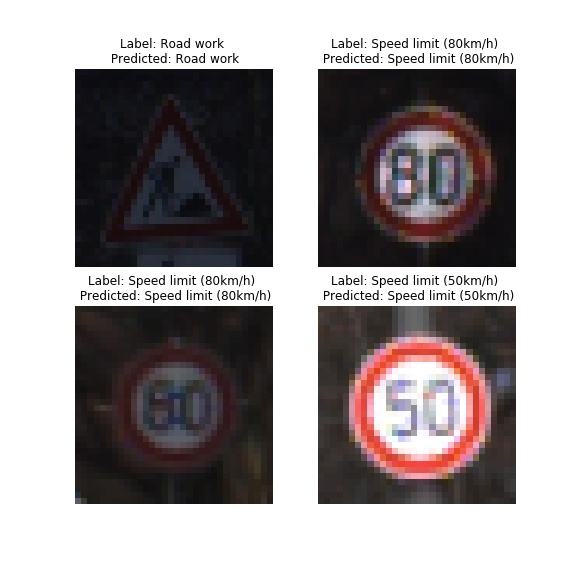 Label: Road work
Predicted: Road work
Label: Speed limit (80km/h)
Predicted: Speed limit (80km/h)
80
Label: Speed limit (80km/h)
Predicted: Speed limit (80km/h)
80
Label: Speed limit (50km/h)
Predicted: Speed limit (50km/h)
50